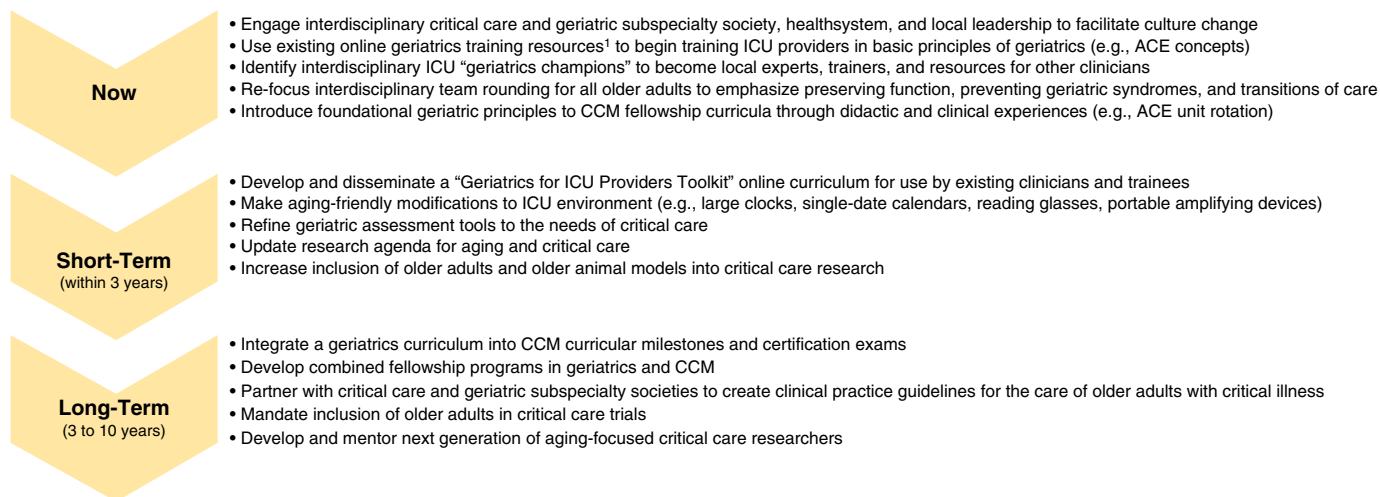 • Engage interdisciplinary critical care and geriatric subspecialty society, healthsystem, and local leadership to facilitate culture change
• Use existing online geriatrics training resources¹ to begin training ICU providers in basic principles of geriatrics (e.g., ACE concepts)
• Identify interdisciplinary ICU “geriatrics champions” to become local experts, trainers, and resources for other clinicians
Now
• Re-focus interdisciplinary team rounding for all older adults to emphasize preserving function, preventing geriatric syndromes, and transitions of care
• Introduce foundational geriatric principles to CCM fellowship curricula through didactic and clinical experiences (e.g., ACE unit rotation)
• Develop and disseminate a “Geriatrics for ICU Providers Toolkit” online curriculum for use by existing clinicians and trainees
• Make aging-friendly modifications to ICU environment (e.g., large clocks, single-date calendars, reading glasses, portable amplifying devices)
• Refine geriatric assessment tools to the needs of critical care
• Update research agenda for aging and critical care
Short-Term
(within 3 years)
• Increase inclusion of older adults and older animal models into critical care research
• Integrate a geriatrics curriculum into CCM curricular milestones and certification exams
• Develop combined fellowship programs in geriatrics and CCM
• Partner with critical care and geriatric subspecialty societies to create clinical practice guidelines for the care of older adults with critical illness
Long-Term
(3 to 10 years)
• Mandate inclusion of older adults in critical care trials
• Develop and mentor next generation of aging-focused critical care researchers